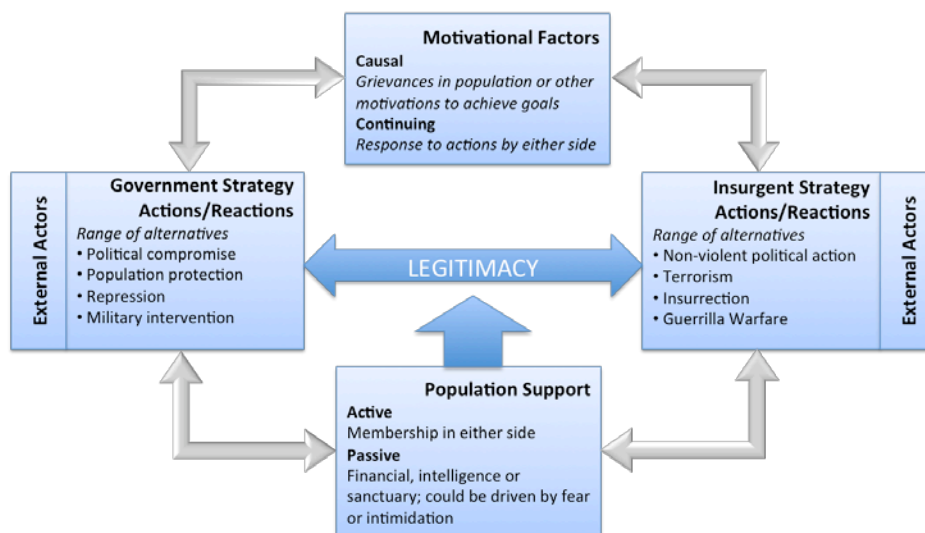 Motivational Factors
Causal
Grievances in population or other
motivations to achieve goals
Continuing
Response to actions by either side
External Actors
Government Strategy
Actions/Reactions
Range of alternatives
• Political compromise
• Population protection
• Repression
• Military intervention
LEGITIMACY
Insurgent Strategy
Actions/Reactions
Range of alternatives
• Non-violent political action
• Terrorism
• Insurrection
• Guerrilla Warfare
External Actors
Population Support
Active
Membership in either side
Passive
Financial, intelligence or
sanctuary; could be driven by fear
or intimidation